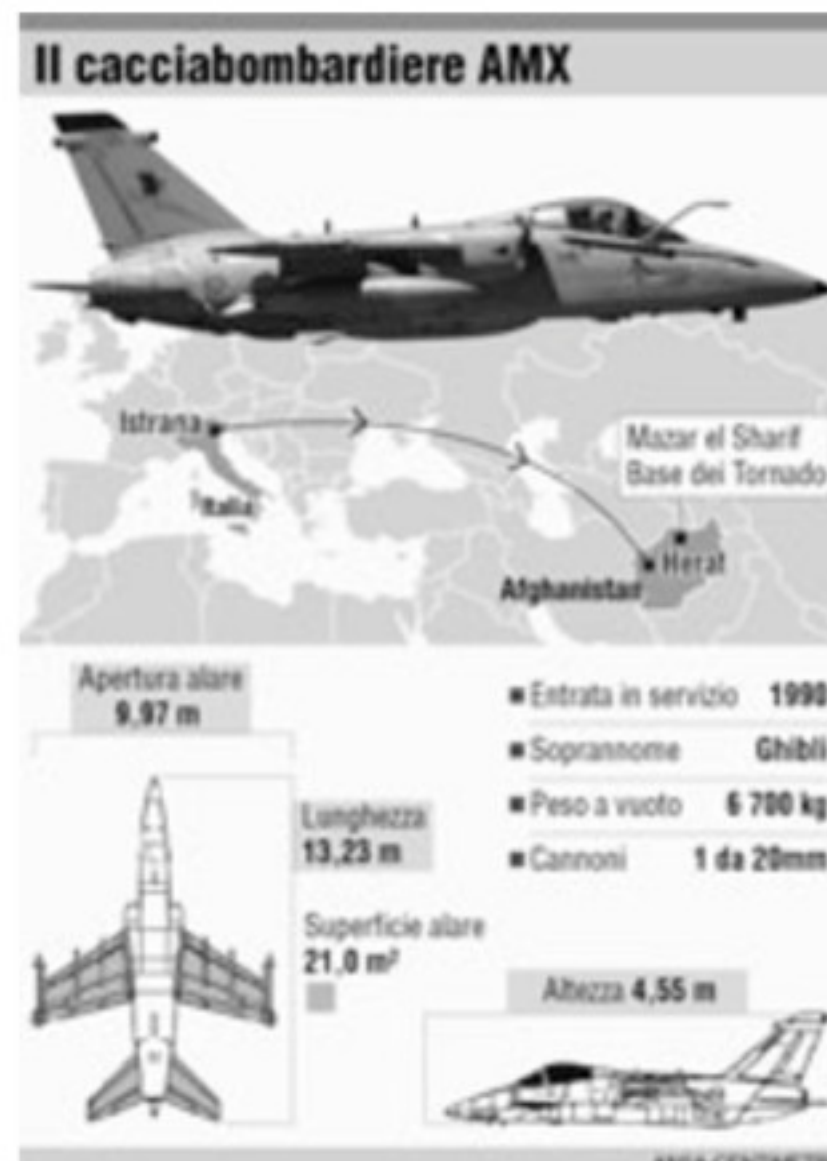 Il cacciabombardiere AMX
Istrana
Mazar el Sharif
Base dei Tornado
Italia
Herat
Afghanistan
Apertura alare
9,97 m
Entrata in servizio 1990
Soprannome Ghibli
Lunghezza
13,23 m
Peso a vuoto 6 700 kg
Cannoni 1 da 20mm
Superficie alare
21,0 m²
Altezza 4,55 m